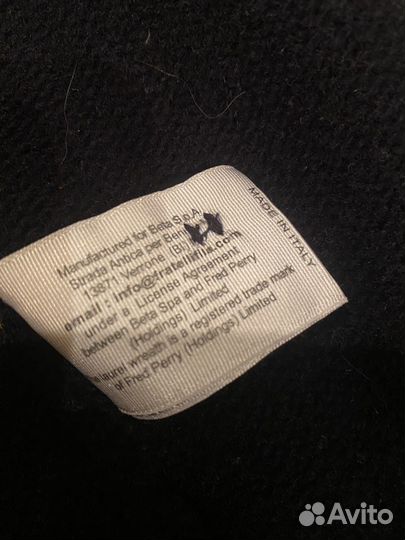 Manufactured for Beta S.p.A.
Strada Antica per
13871 Verrone (BI)
email : info@fratellifila.com
under a License Agreement
between Beta Spa and Fred Perry
(Holdings) Limited
laurel wreath is a registered trade mark
of Fred Perry (Holdings) Limited
MADE IN ITALY
Avito